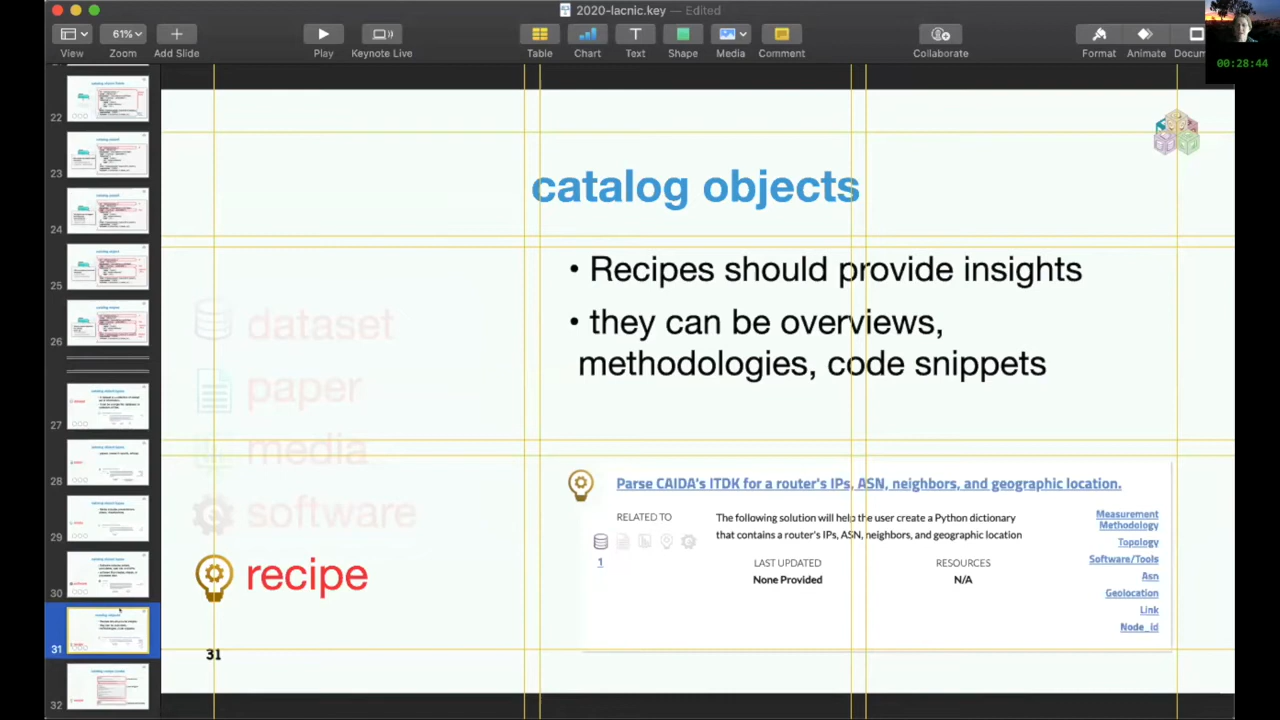 2020-lacnic.key — Edited
61%
View
Zoom
Add Slide
Play
Keynote Live
Table
Chart
Text
Shape
Media
Comment
Collaborate
Format
Animate
Docum
00:28:44
22
23
24
25
26
27
28
29
30
31
32
catalog objects
• Recipes should provide insights
• they can be overviews,
methodologies, code snippets
dataset
paper
media
software
recipe
31
Parse CAIDA's ITDK for a router's IPs, ASN, neighbors, and geographic location.
RELATED TO
1
The following solution will help the user create a Python dictionary
that contains a router's IPs, ASN, neighbors, and geographic location
LAST UPDATED
None Provided
RESOURCES
N/A
Measurement
Methodology
Topology
Software/Tools
Asn
Geolocation
Link
Node_id